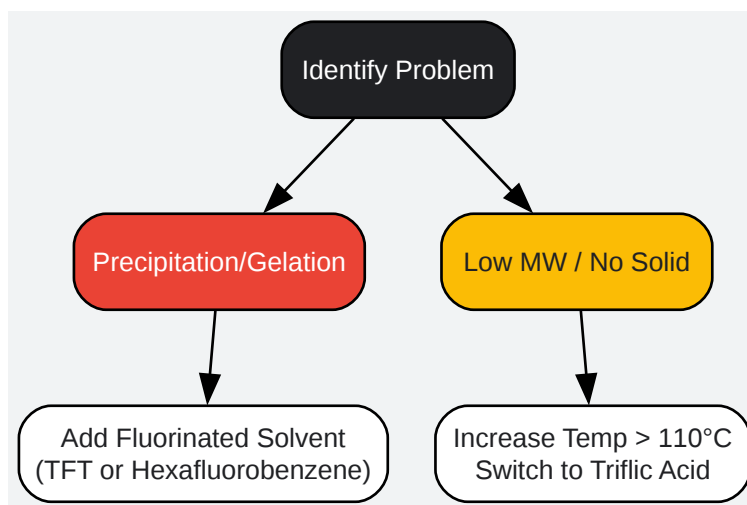 Identify Problem
Precipitation/Gelation
Low MW / No Solid
Add Fluorinated Solvent
(TFT or Hexafluorobenzene)
Increase Temp > 110°C
Switch to Triflic Acid